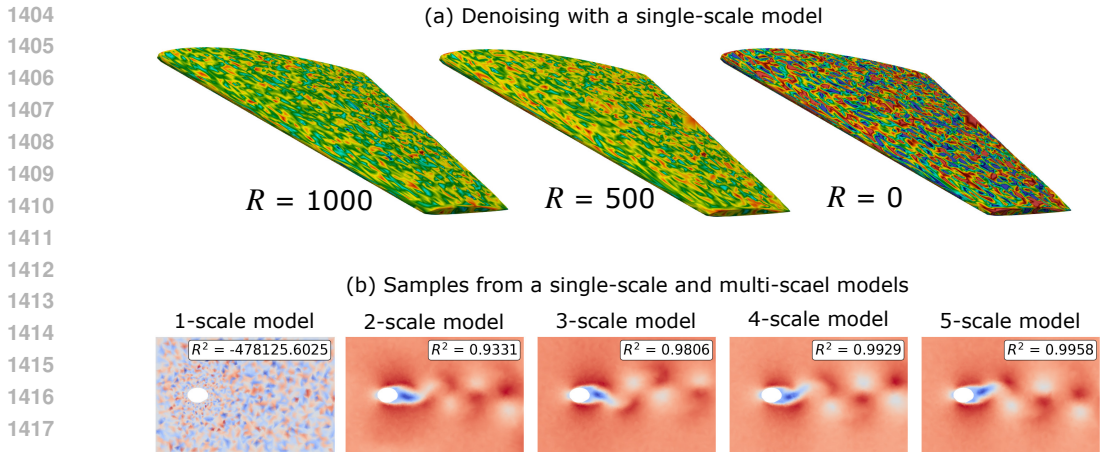 1404
(a) Denoising with a single-scale model
1405
1406
1407
1408
1409
R = 1000 R = 500 R = 0
1410
1411
1412
(b) Samples from a single-scale and multi-scael models
1413
1-scale model 2-scale model 3-scale model 4-scale model 5-scale model
1414
R² = -478125.6025 R² = 0.9331 R² = 0.9806 R² = 0.9929 R² = 0.9958
1415
1416
1417